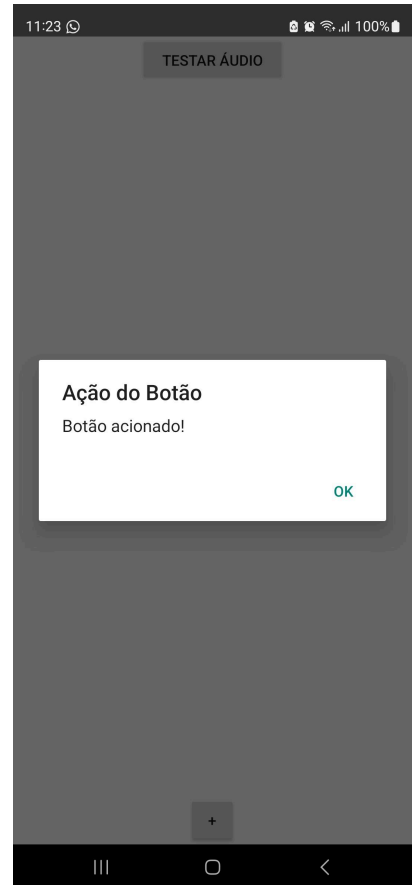 11:23
100%
TESTAR ÁUDIO
Ação do Botão
Botão acionado!
OK
+